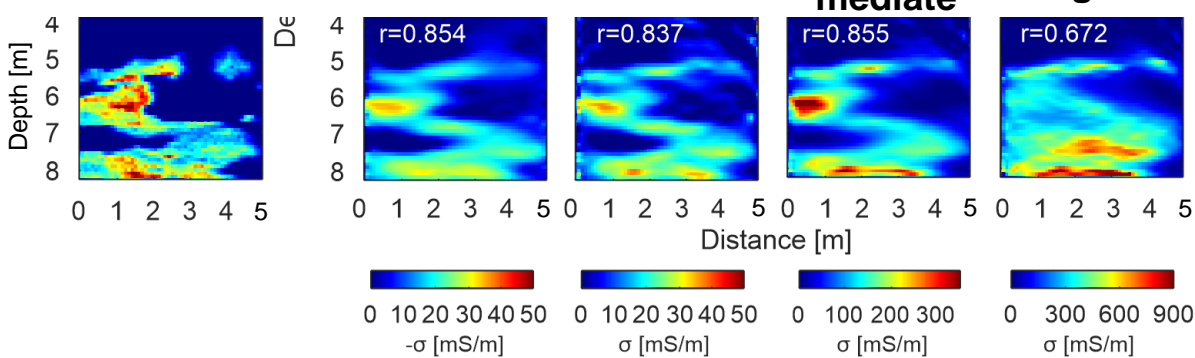 mediate
r=0.854
r=0.837
r=0.855
r=0.672
Depth [m]
4
5
6
7
8
4
5
6
7
8
0 1 2 3 4 5
0 1 2 3 4 5
0 1 2 3 4 5
0 1 2 3 4 5
0 1 2 3 4 5
Distance [m]
0 10 20 30 40 50
0 10 20 30 40 50
0 100 200 300
0 300 600 900
-σ [mS/m]
σ [mS/m]
σ [mS/m]
σ [mS/m]